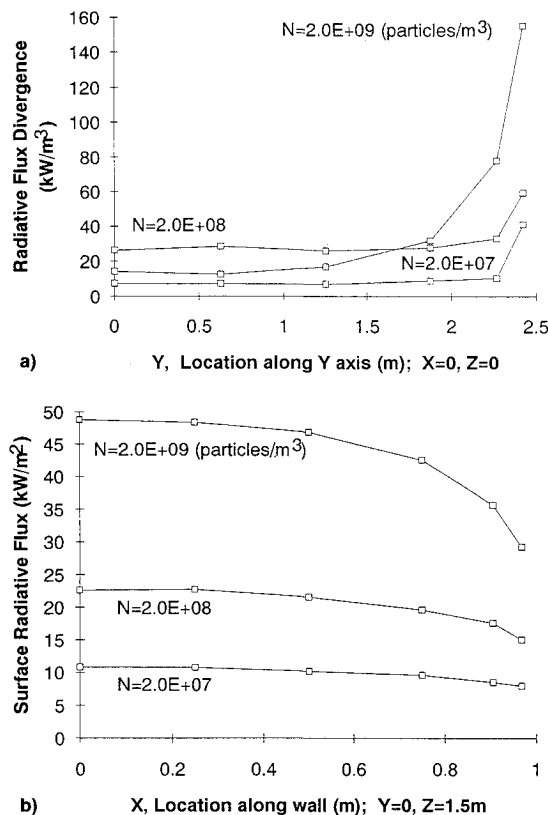 160
140
120
100
80
60
40
20
0
Radiative Flux Divergence
(kW/m³)
N=2.0E+09 (particles/m³)
N=2.0E+08
N=2.0E+07
0 0.5 1 1.5 2 2.5
a) Y, Location along Y axis (m); X=0, Z=0
50
45
40
35
30
25
20
15
10
5
0
Surface Radiative Flux (kW/m²)
N=2.0E+09 (particles/m³)
N=2.0E+08
N=2.0E+07
0 0.2 0.4 0.6 0.8 1
b) X, Location along wall (m); Y=0, Z=1.5m